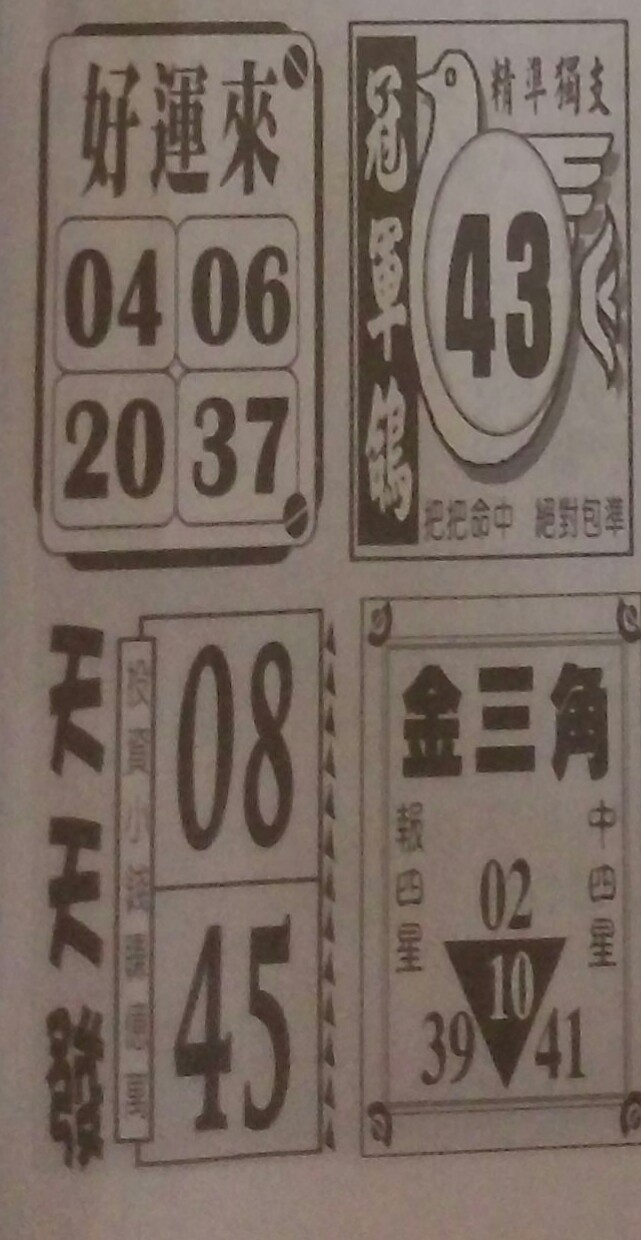 好運來
04 06
20 37
冠軍鴿
精準獨支
43
把把命中 絕對包準
天天發
投資小錢
08
45
金三角
報四星
中四星
02
10
39 41